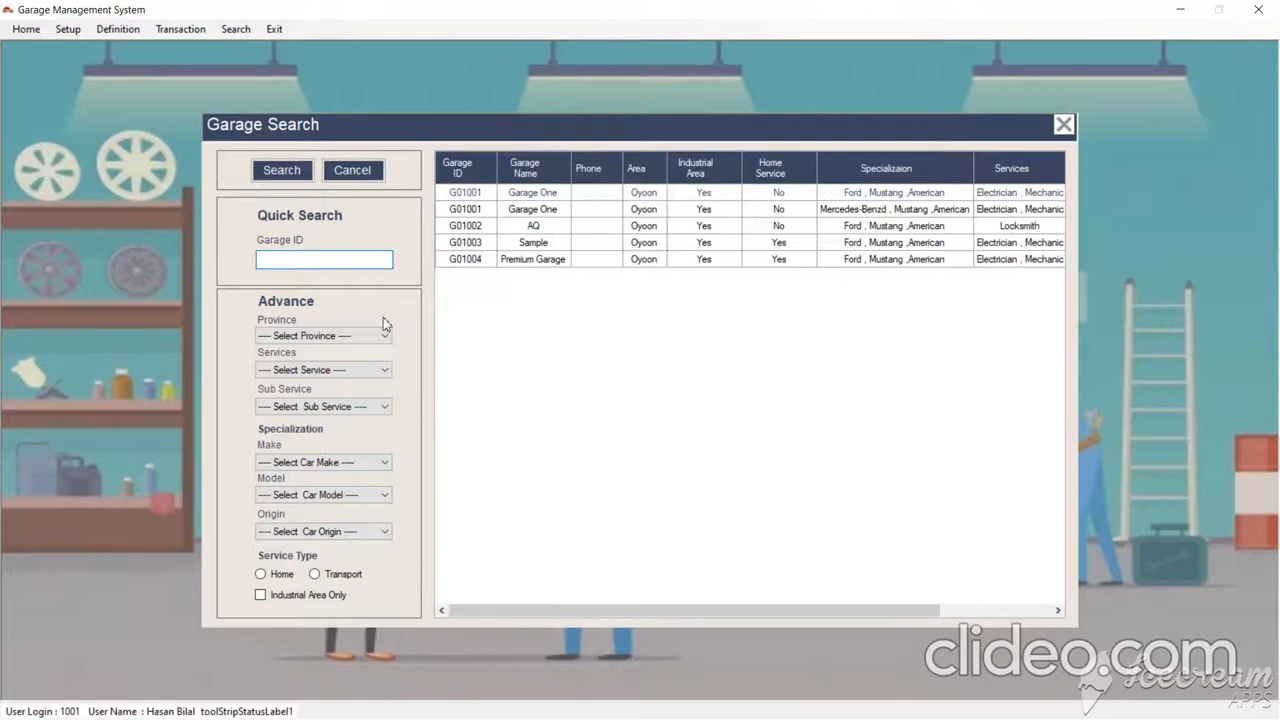 Garage Management System
Home Setup Definition Transaction Search Exit
Garage Search
Search Cancel
Quick Search
Garage ID
Advance
Province
---- Select Province ----
Services
---- Select Service ----
Sub Service
---- Select Sub Service ----
Specialization
Make
---- Select Car Make ----
Model
---- Select Car Model ----
Origin
---- Select Car Origin ----
Service Type
Home Transport
Industrial Area Only
Garage ID Garage Name Phone Area Industrial Area Home Service Specializaion Services
G01001 Garage One Oyoon Yes No Ford , Mustang ,American Electrician , Mechanic
G01001 Garage One Oyoon Yes No Mercedes-Benzd , Mustang ,American Electrician , Mechanic
G01002 AQ Oyoon Yes No Ford , Mustang ,American Locksmith
G01003 Sample Oyoon Yes Yes Ford , Mustang ,American Electrician , Mechanic
G01004 Premium Garage Oyoon Yes Yes Ford , Mustang ,American Electrician , Mechanic
clideo.com
Icecream
APPS
User Login : 1001 User Name : Hasan Bilal toolStripStatusLabel1